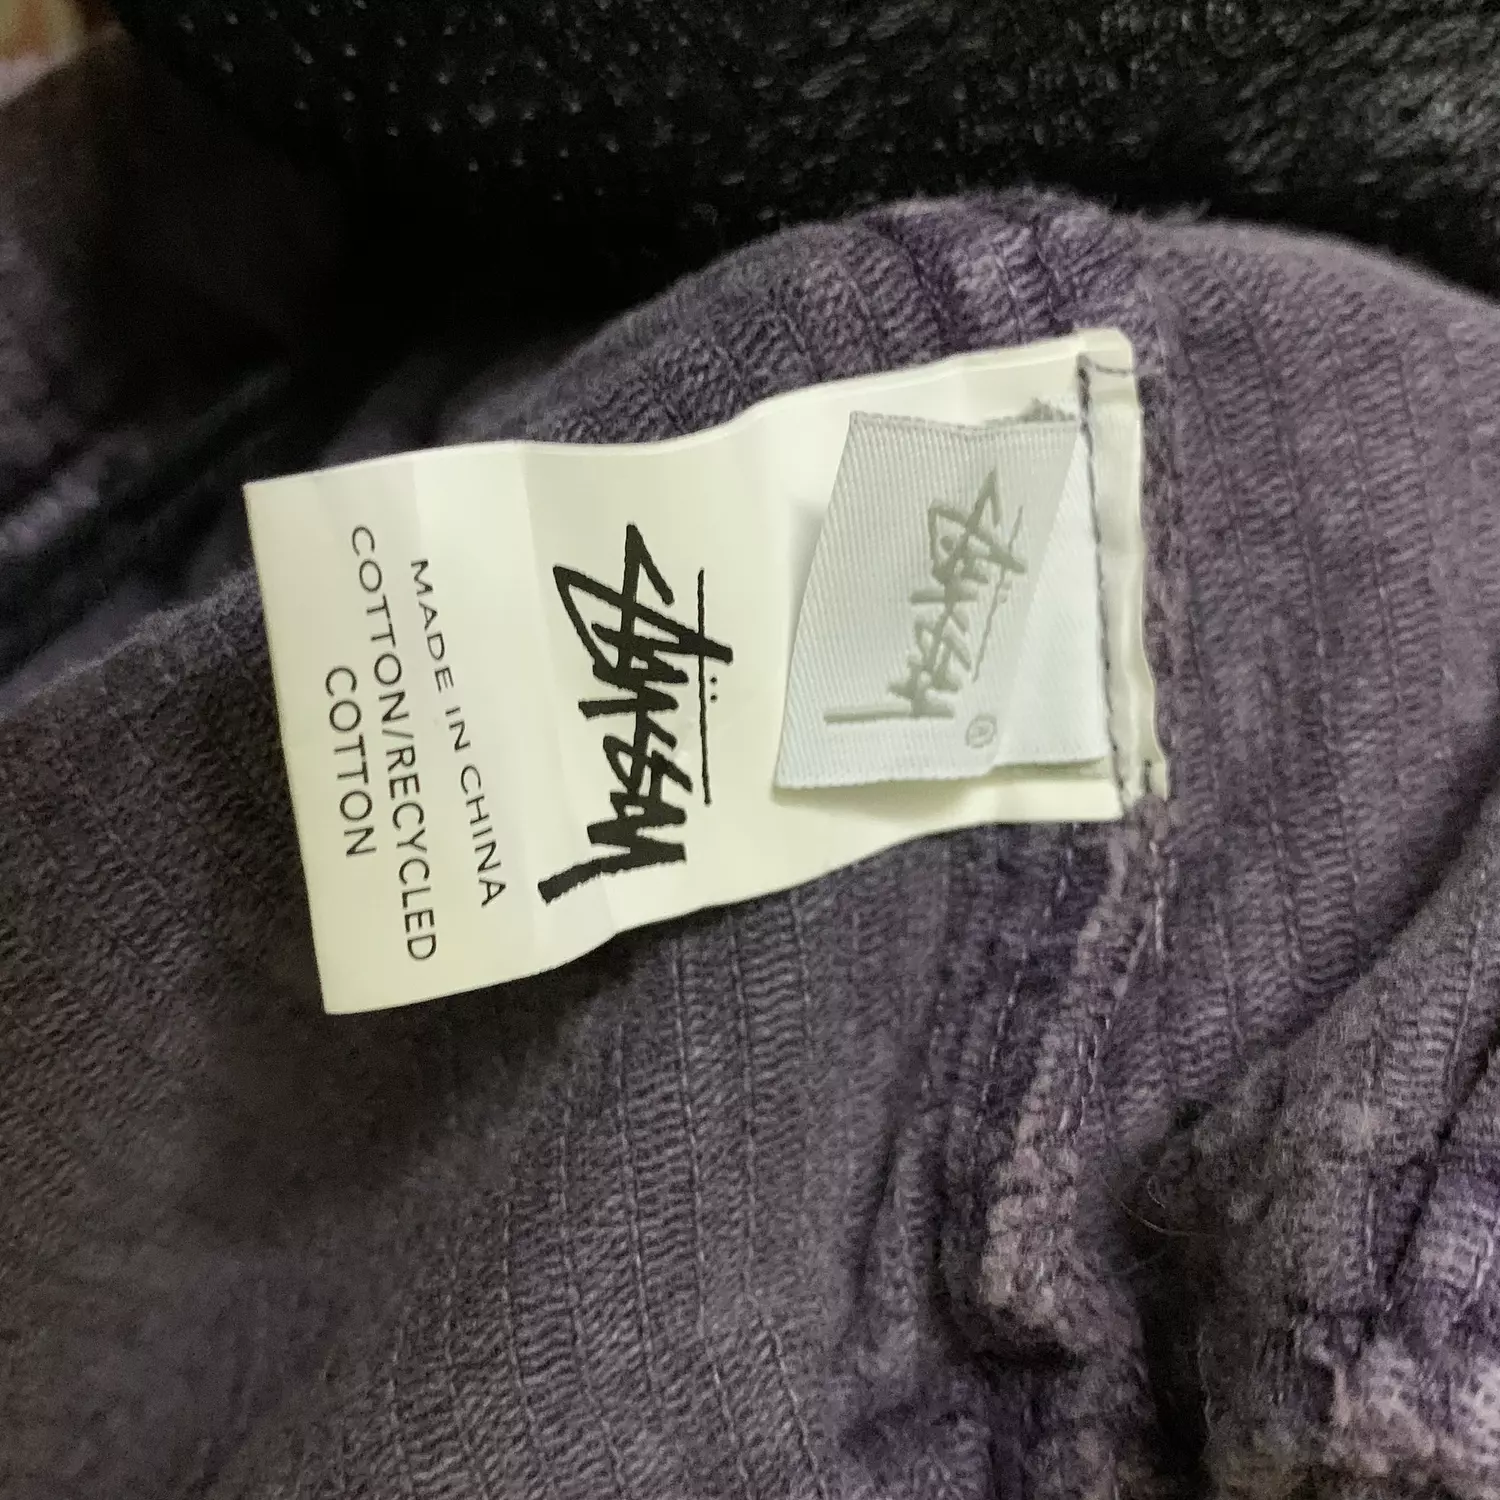 Stüssy
®
Stüssy
MADE IN CHINA
COTTON/RECYCLED
COTTON